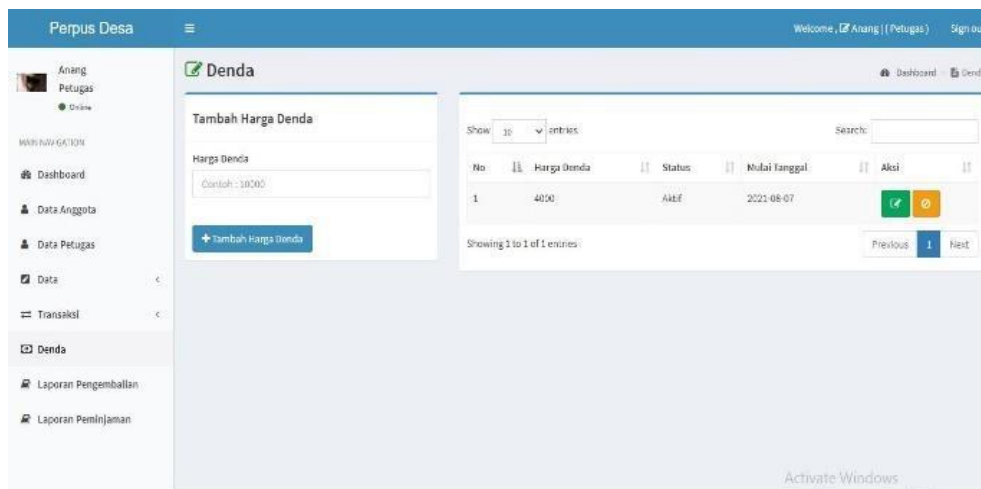 Perpus Desa
Welcome , Anang | ( Petugas )
Sign ou
Anang
Petugas
Online
MAIN NAVIGATION
Dashboard
Data Anggota
Data Petugas
Data
Transaksi
Denda
Laporan Pengembalian
Laporan Peminjaman
Denda
Dashboard
Dend
Tambah Harga Denda
Harga Denda
Contoh : 10000
+ Tambah Harga Denda
Show 10 entries
Search:
No Harga Denda Status Mulai Tanggal Aksi
1 4000 Aktif 2021-08-07
Showing 1 to 1 of 1 entries
Previous 1 Next
Activate Windows